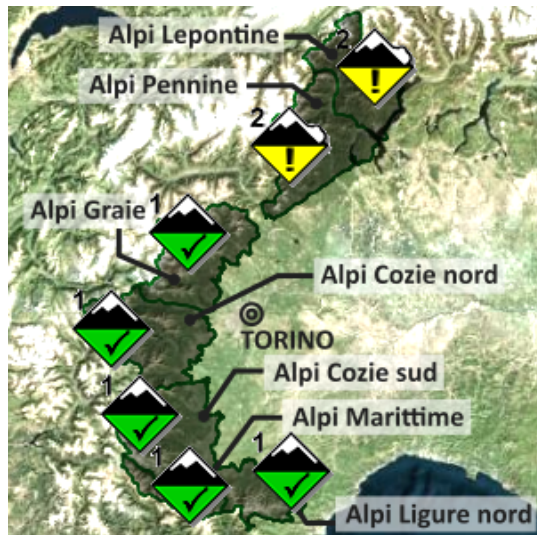 Alpi Lepontine
2
Alpi Pennine
!
2
!
Alpi Graie
1
Alpi Cozie nord
1
TORINO
Alpi Cozie sud
1
Alpi Marittime
1
1
Alpi Ligure nord